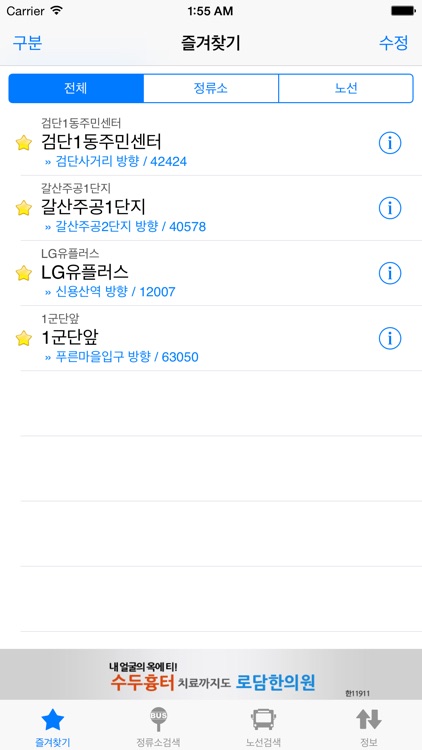 Carrier 1:55 AM
구분 즐겨찾기 수정
전체 정류소 노선
검단1동주민센터
검단1동주민센터
» 검단사거리 방향 / 42424
갈산주공1단지
갈산주공1단지
» 갈산주공2단지 방향 / 40578
LG유플러스
LG유플러스
» 신용산역 방향 / 12007
1군단앞
1군단앞
» 푸른마을입구 방향 / 63050
내 얼굴의 옥에 티!
수두흉터 치료까지도 로담한의원
한11911
BUS
즐겨찾기 정류소검색 노선검색 정보